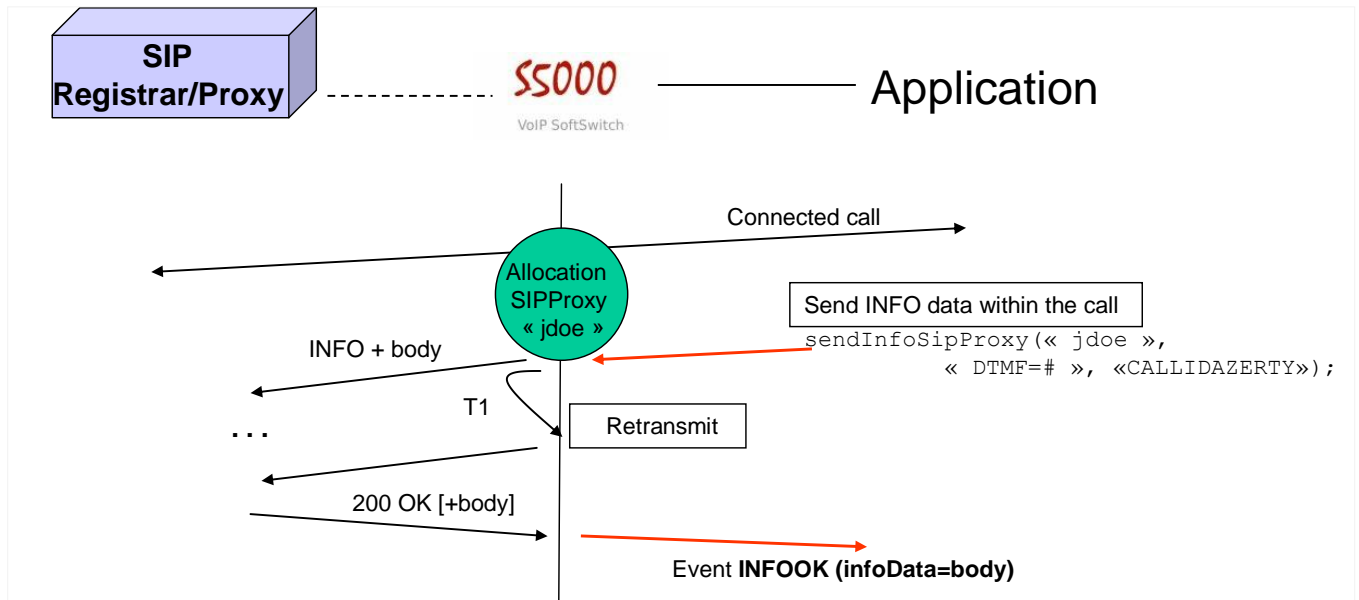 SIP
Registrar/Proxy
S5000
VoIP SoftSwitch
Application
Connected call
Allocation
SIPProxy
« jdoe »
Send INFO data within the call
sendInfoSipProxy(« jdoe »,
« DTMF=# », «CALLIDAZERTY»);
INFO + body
T1
. . .
Retransmit
200 OK [+body]
Event INFOOK (infoData=body)